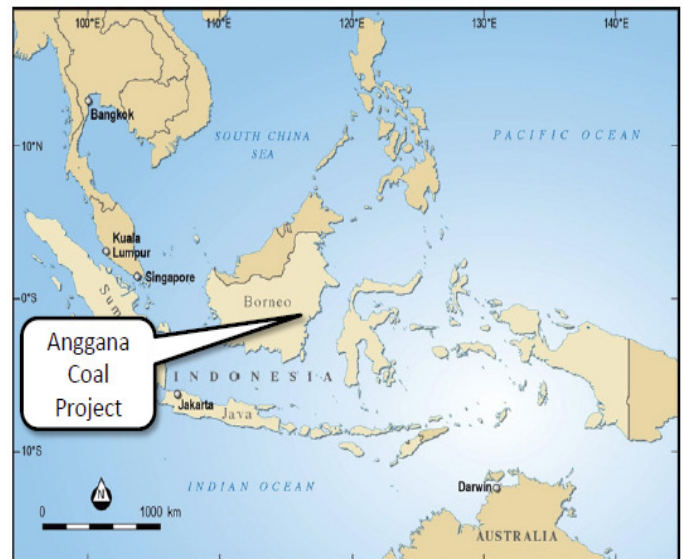 100°E 110°E 120°E 130°E 140°E
Bangkok
SOUTH CHINA
SEA
PACIFIC OCEAN
10°N
Kuala
Lumpur
Singapore
0°S
Sum
Borneo
Anggana
Coal
Project
INDONESIA
Jakarta
Java
10°S
INDIAN OCEAN
Darwin
N
0 1000 km
AUSTRALIA